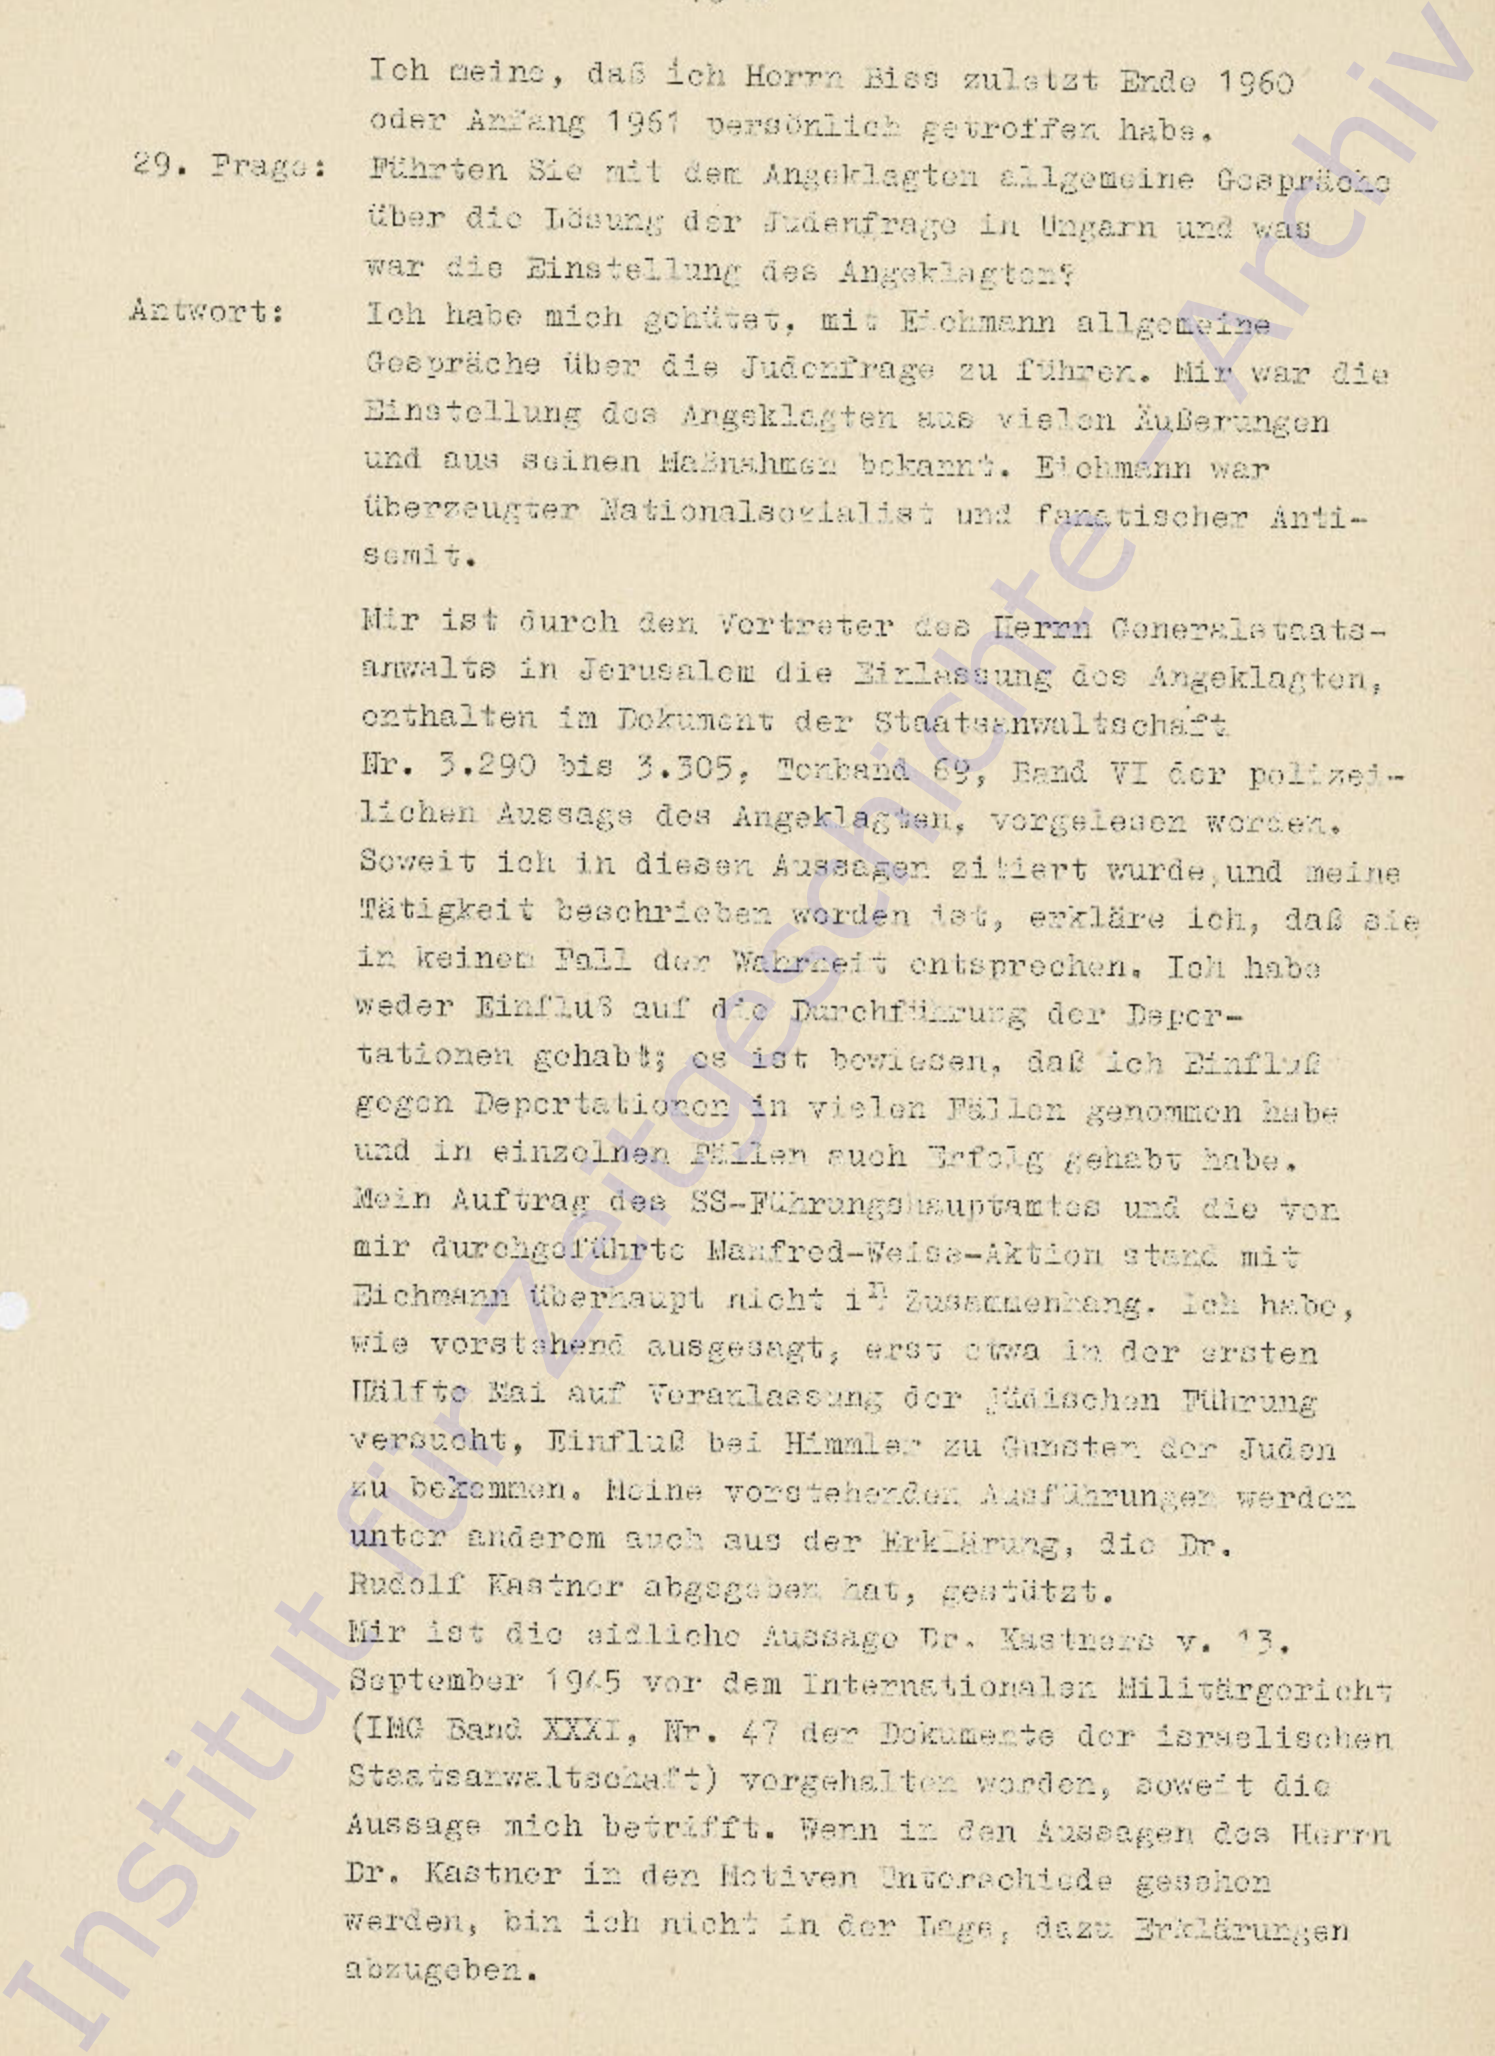 Ich meine, daß ich Herrn Biss zuletzt Ende 1960
oder Anfang 1961 persönlich getroffen habe.
29. Frage: Führten Sie mit dem Angeklagten allgemeine Gespräche
über die Lösung der Judenfrage in Ungarn und was
war die Einstellung des Angeklagten?
Antwort: Ich habe mich gehütet, mit Eichmann allgemeine
Gespräche über die Judenfrage zu führen. Mir war die
Einstellung des Angeklagten aus vielen Äußerungen
und aus seinen Maßnahmen bekannt. Eichmann war
überzeugter Nationalsozialist und fanatischer Anti-
semit.
Mir ist durch den Vertreter des Herrn Generalstaats-
anwalts in Jerusalem die Einlassung des Angeklagten,
enthalten im Dokument der Staatsanwaltschaft
Nr. 3.290 bis 3.305, Tonband 69, Band VI der polizei-
lichen Aussage des Angeklagten, vorgelesen worden.
Soweit ich in diesen Aussagen zitiert wurde, und meine
Tätigkeit beschrieben worden ist, erkläre ich, daß sie
in keinem Fall der Wahrheit entsprechen. Ich habe
weder Einfluß auf die Durchführung der Depor-
tationen gehabt; es ist bewiesen, daß ich Einfluß
gegen Deportationen in vielen Fällen genommen habe
und in einzelnen Fällen auch Erfolg gehabt habe.
Mein Auftrag des SS-Führungshauptamtes und die von
mir durchgeführte Manfred-Weiss-Aktion stand mit
Eichmann überhaupt nicht in Zusammenhang. Ich habe,
wie vorstehend ausgesagt, erst etwa in der ersten
Hälfte Mai auf Veranlassung der jüdischen Führung
versucht, Einfluß bei Himmler zu Gunsten der Juden
zu bekommen. Meine vorstehenden Ausführungen werden
unter anderem auch aus der Erklärung, die Dr.
Rudolf Kastner abgegeben hat, gestützt.
Mir ist die eidliche Aussage Dr. Kastners v. 13.
September 1945 vor dem Internationalen Militärgericht
(IMG Band XXXI, Nr. 47 der Dokumente der israelischen
Staatsanwaltschaft) vorgehalten worden, soweit die
Aussage mich betrifft. Wenn in den Aussagen des Herrn
Dr. Kastner in den Motiven Unterschiede gesehen
werden, bin ich nicht in der Lage, dazu Erklärungen
abzugeben.
Institut für Zeitgeschichte - Archiv